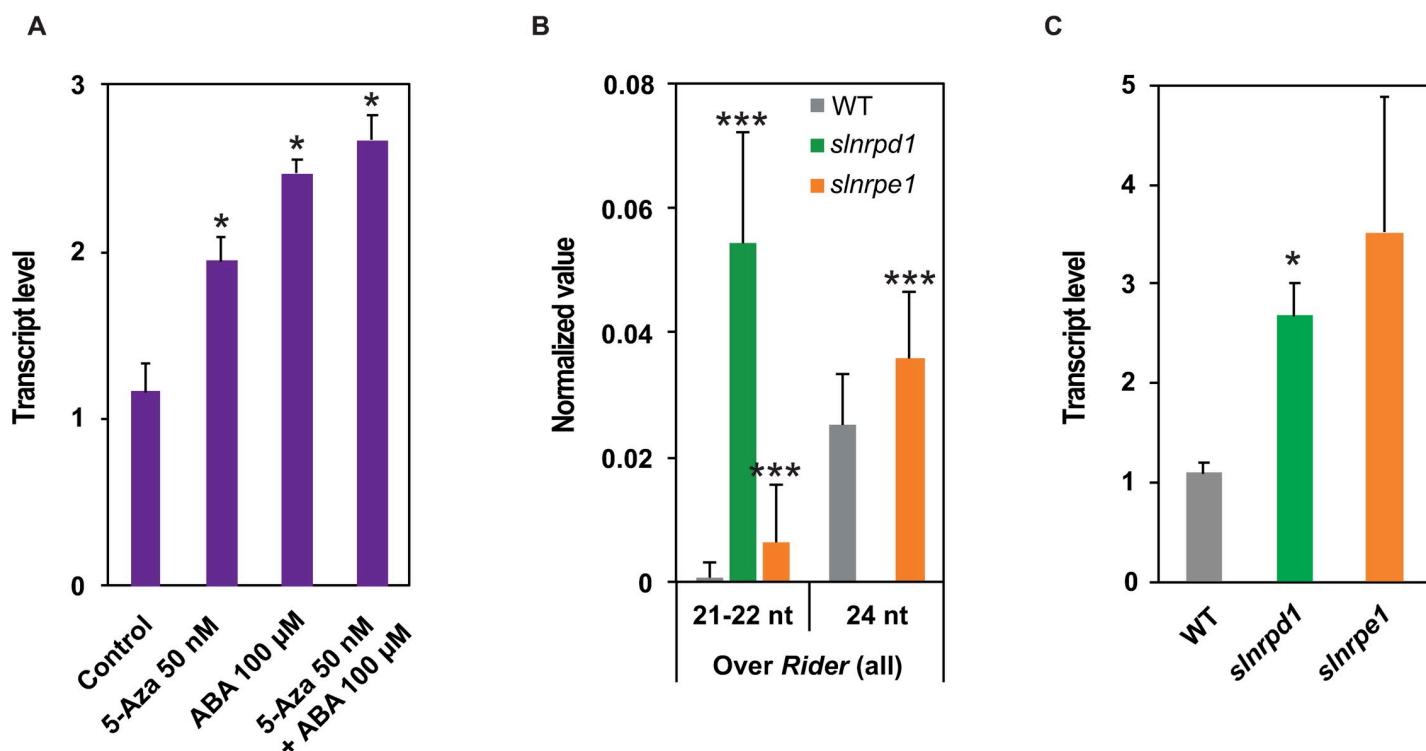 A
Transcript level
3
2
1
0
*
*
*
Control
5-Aza 50 nM
ABA 100 µM
5-Aza 50 nM
+ ABA 100 µM
B
Normalized value
0.08
0.06
0.04
0.02
0
WT
slnrpd1
slnrpe1
***
***
***
21-22 nt
24 nt
Over Rider (all)
C
Transcript level
5
4
3
2
1
0
*
WT
slnrpd1
slnrpe1